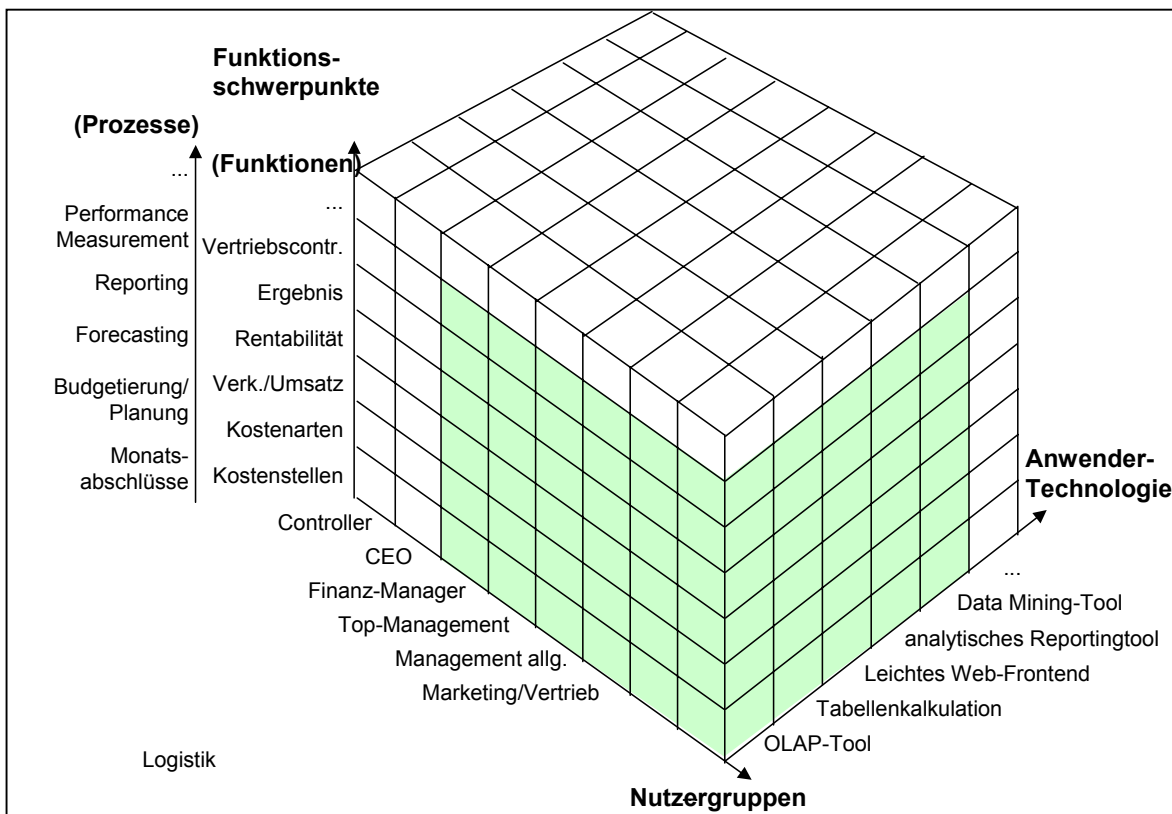 Funktions-
schwerpunkte
(Prozesse)
(Funktionen)
...
Performance
Measurement
Reporting
Forecasting
Budgetierung/
Planung
Monats-
abschlüsse
...
Vertriebscontr.
Ergebnis
Rentabilität
Verk./Umsatz
Kostenarten
Kostenstellen
Controller
CEO
Finanz-Manager
Top-Management
Management allg.
Marketing/Vertrieb
Logistik
Nutzergruppen
Anwender-
Technologie
...
Data Mining-Tool
analytisches Reportingtool
Leichtes Web-Frontend
Tabellenkalkulation
OLAP-Tool